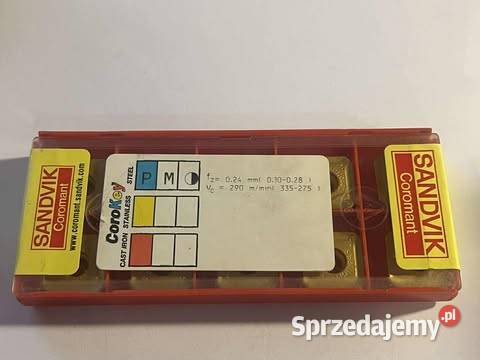 SANDVIK
Coromant
www.coromant.sandvik.com
CoroKey
STEEL
STAINLESS
CAST IRON
P M
fz= 0.24 mm( 0.10-0.28 )
Vc = 290 m/min( 335-275 )
SANDVIK
Coromant
Sprzedajemy.pl